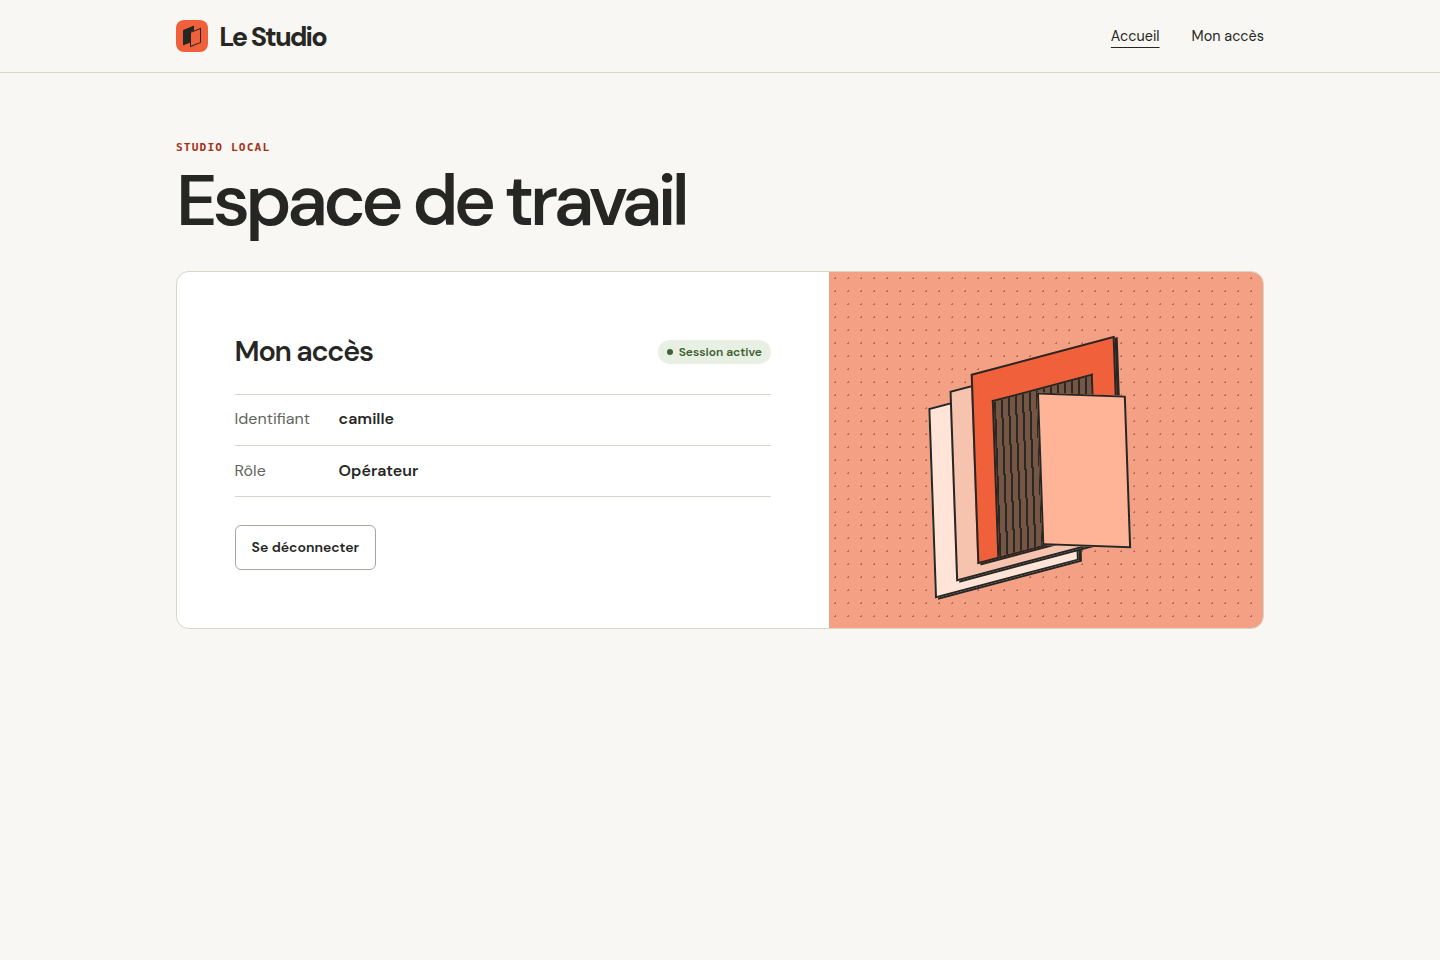 Le Studio
Accueil
Mon accès
STUDIO LOCAL
Espace de travail
Mon accès
Session active
Identifiant camille
Rôle Opérateur
Se déconnecter